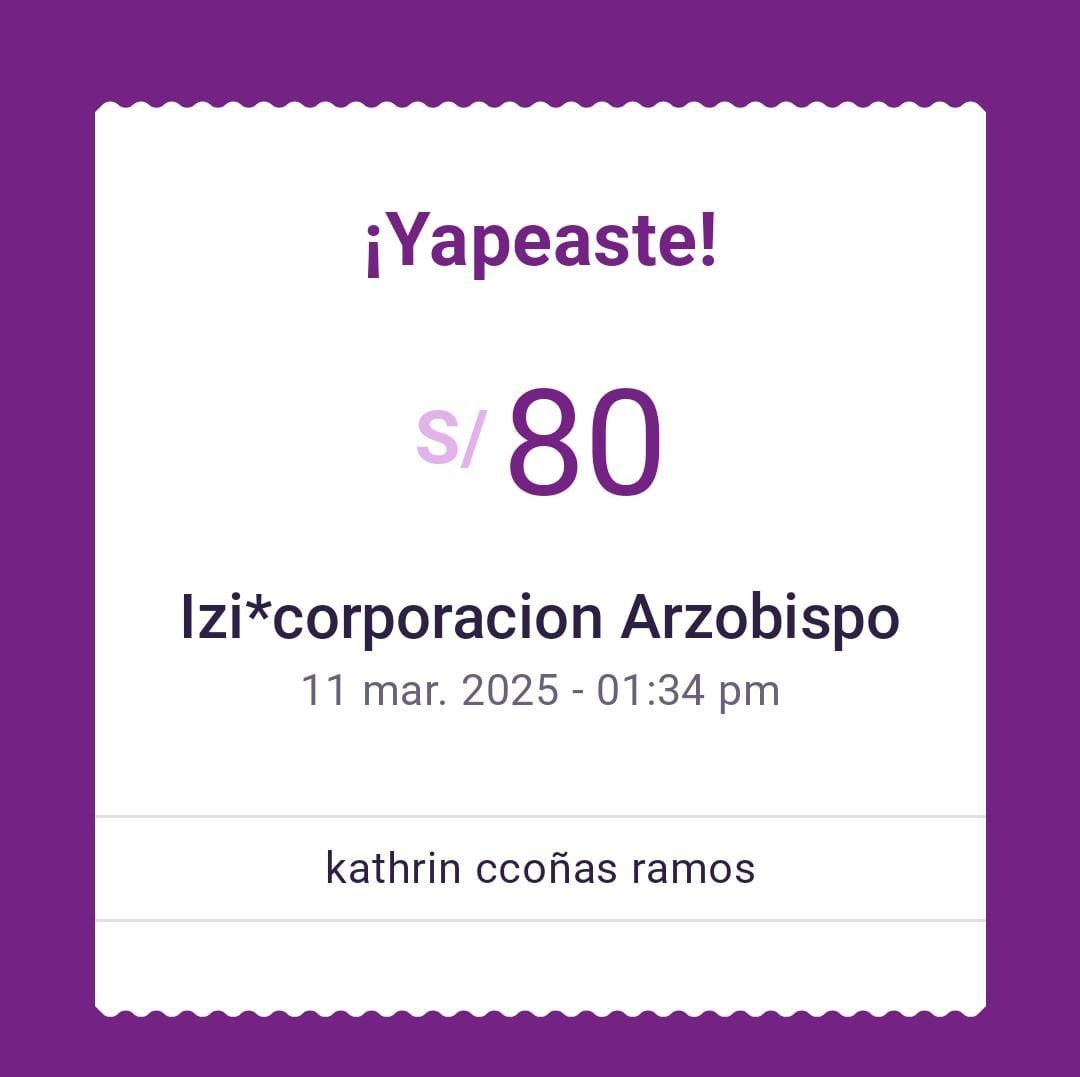 ¡Yapeaste!
S/ 80
Izi*corporacion Arzobispo
11 mar. 2025 - 01:34 pm
kathrin ccoñas ramos